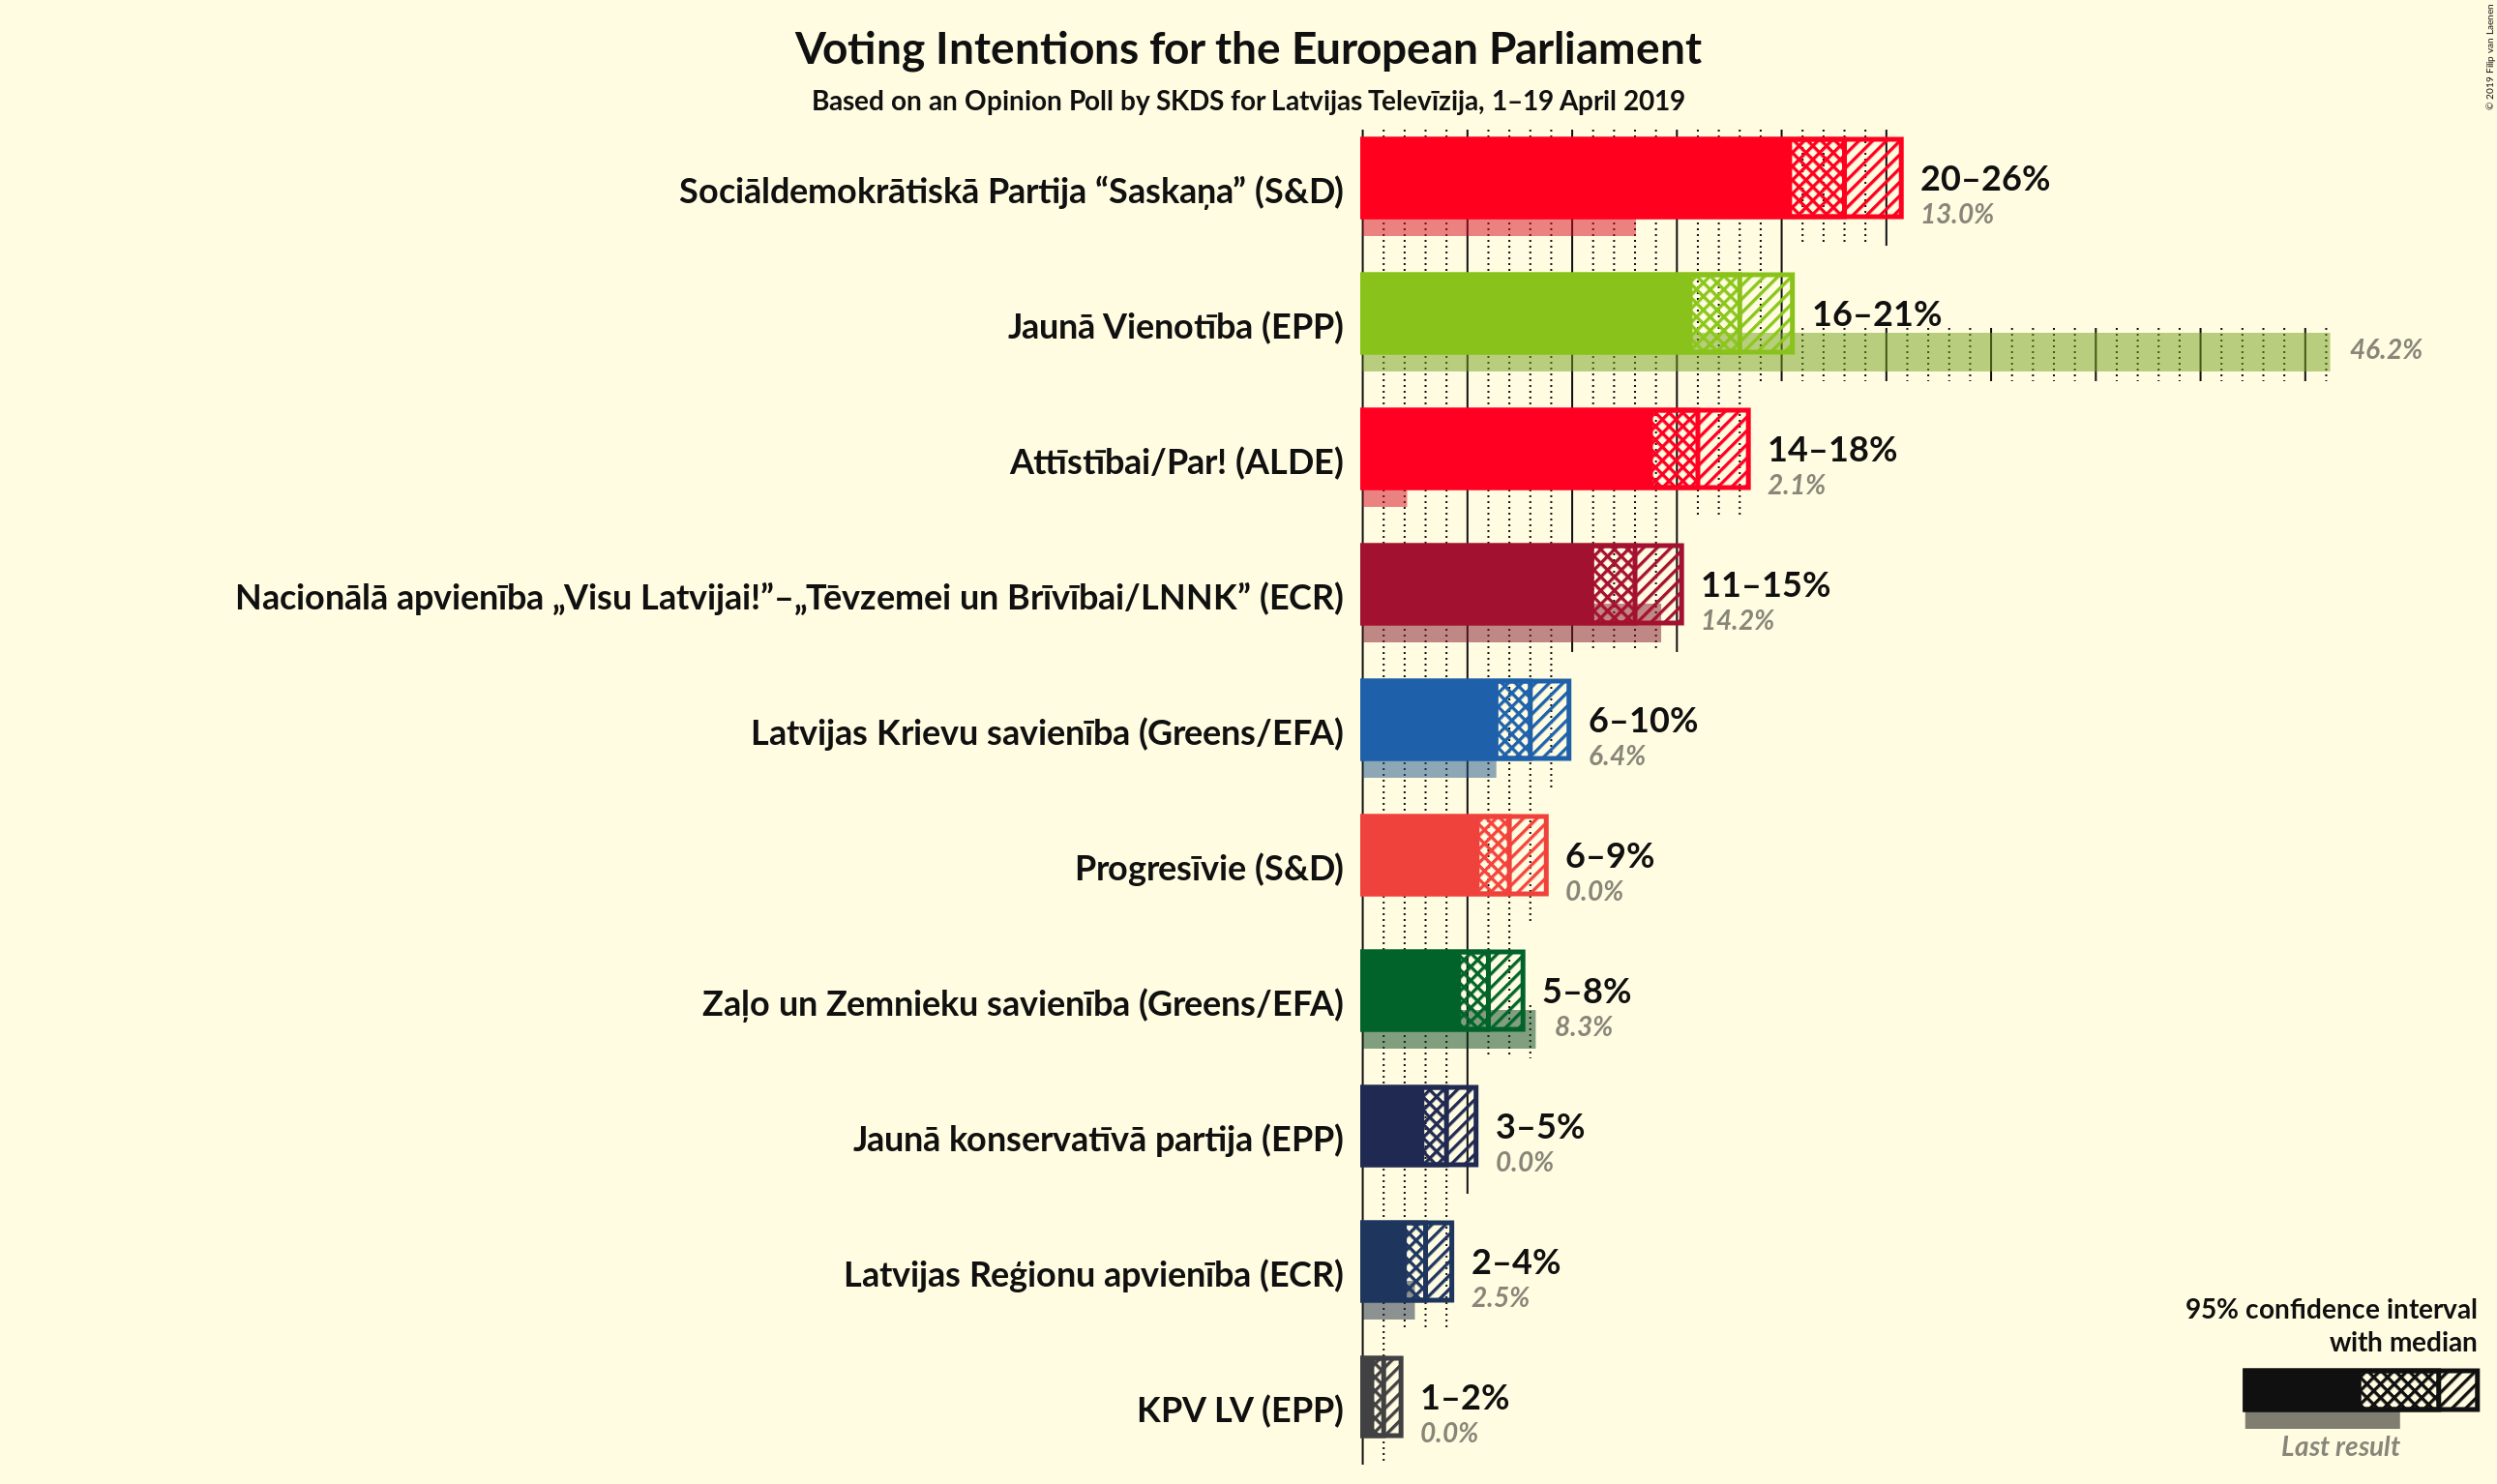 Voting Intentions for the European Parliament
Based on an Opinion Poll by SKDS for Latvijas Televīzija, 1–19 April 2019
© 2019 Filip van Laenen
Sociāldemokrātiskā Partija “Saskaņa” (S&D)
20–26%
13.0%
Jaunā Vienotība (EPP)
16–21%
46.2%
Attīstībai/Par! (ALDE)
14–18%
2.1%
Nacionālā apvienība „Visu Latvijai!”–„Tēvzemei un Brīvībai/LNNK” (ECR)
11–15%
14.2%
Latvijas Krievu savienība (Greens/EFA)
6–10%
6.4%
Progresīvie (S&D)
6–9%
0.0%
Zaļo un Zemnieku savienība (Greens/EFA)
5–8%
8.3%
Jaunā konservatīvā partija (EPP)
3–5%
0.0%
Latvijas Reģionu apvienība (ECR)
2–4%
2.5%
KPV LV (EPP)
1–2%
0.0%
95% confidence interval
with median
Last result